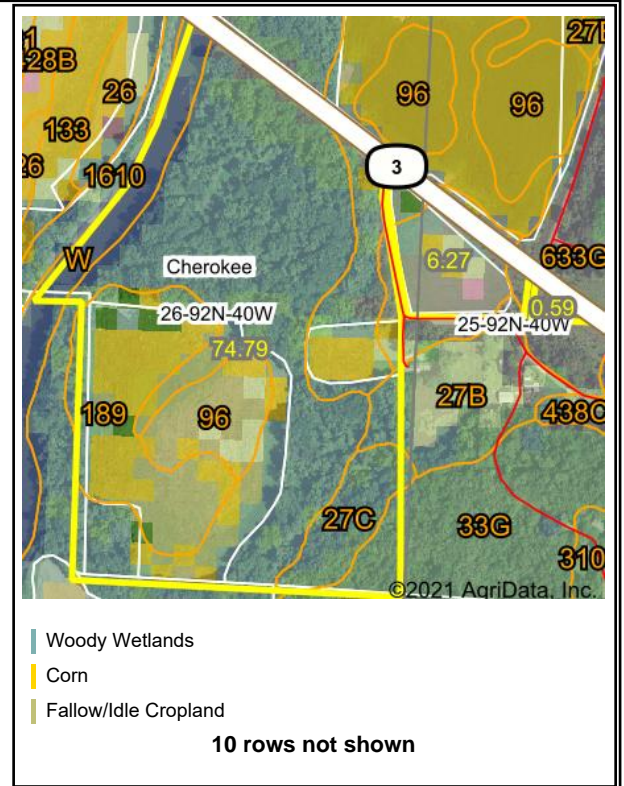 27
1
28B
26
96
96
133
3
26
1610
W
Cherokee
6.27
633G
0.59
26-92N-40W
25-92N-40W
74.79
27B
189
96
438C
27C
33G
310
©2021 AgriData, Inc.
Woody Wetlands
Corn
Fallow/Idle Cropland
10 rows not shown